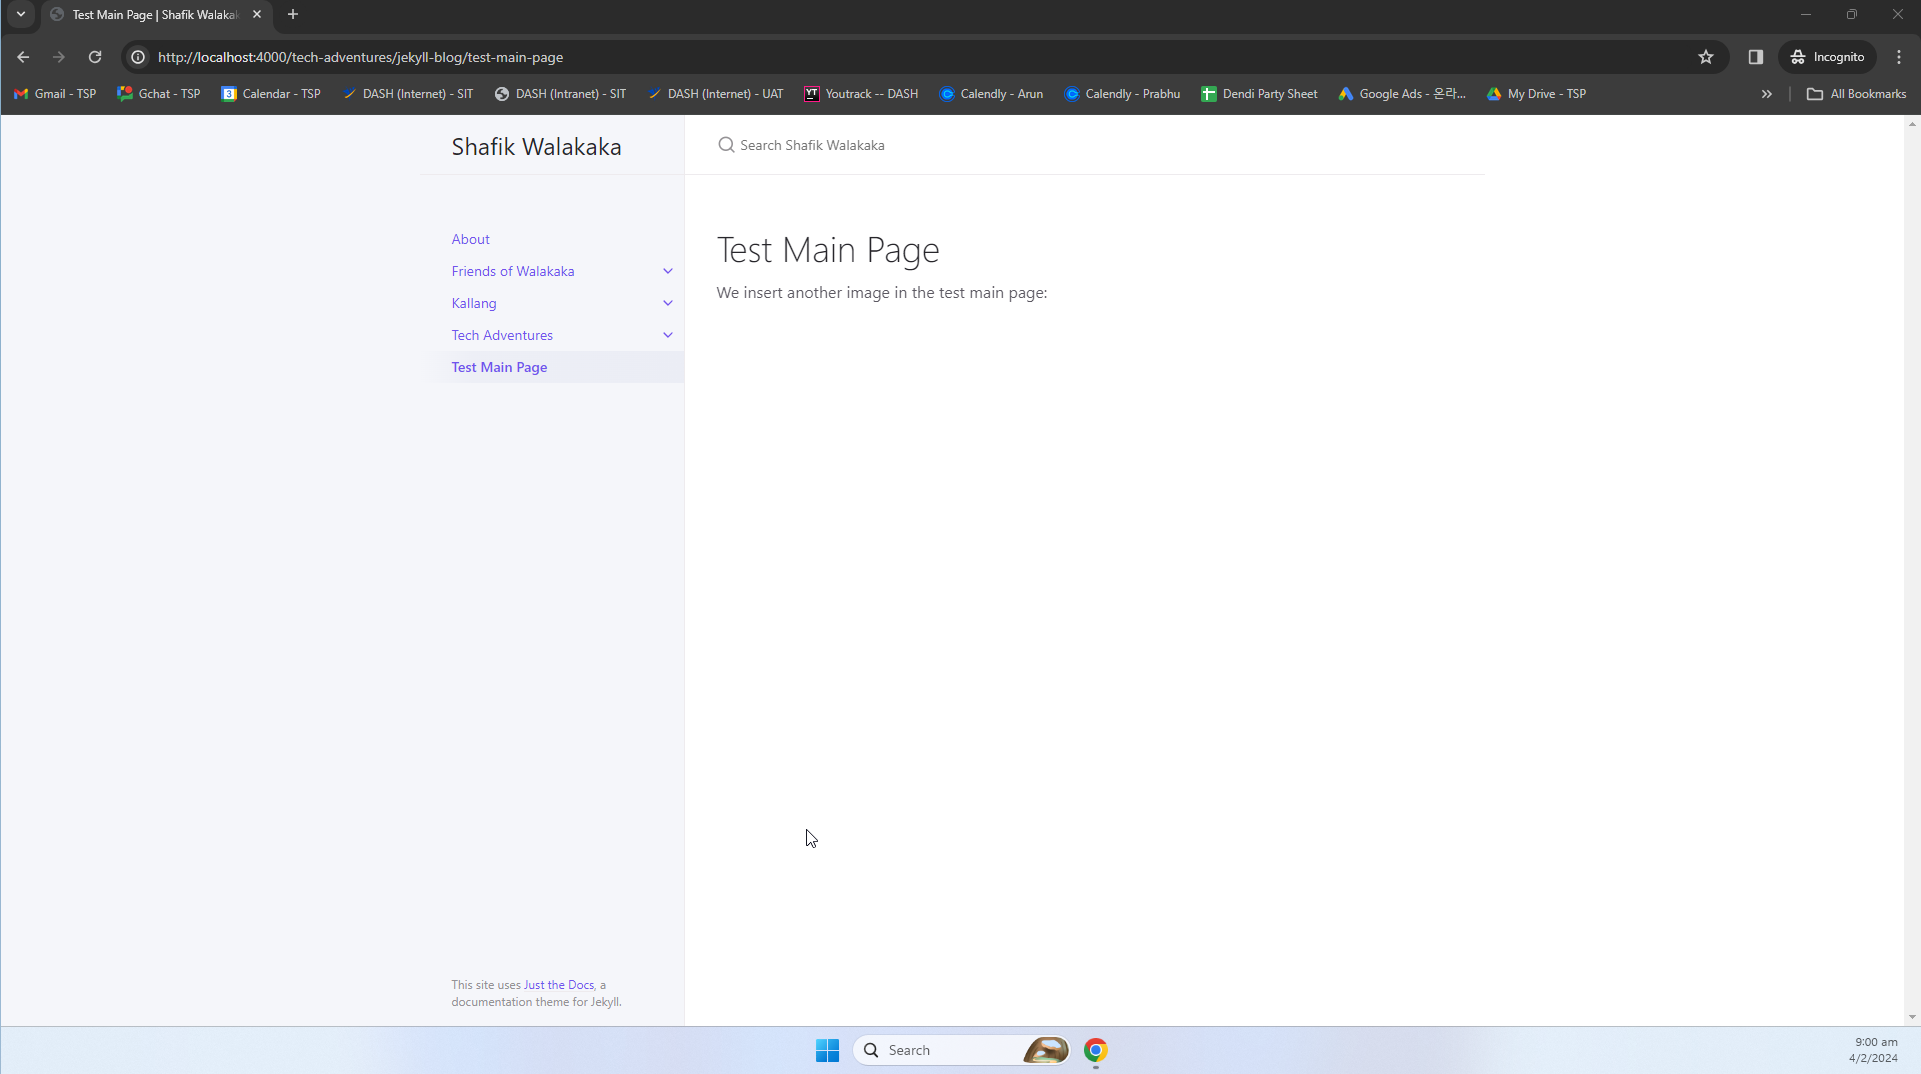 Test Main Page | Shafik Walakak
http://localhost:4000/tech-adventures/jekyll-blog/test-main-page
Incognito
Gmail - TSP
Gchat - TSP
3 Calendar - TSP
DASH (Internet) - SIT
DASH (Intranet) - SIT
DASH (Internet) - UAT
YT Youtrack -- DASH
Calendly - Arun
Calendly - Prabhu
Dendi Party Sheet
Google Ads - 온라...
My Drive - TSP
All Bookmarks
Shafik Walakaka
Search Shafik Walakaka
About
Friends of Walakaka
Kallang
Tech Adventures
Test Main Page
Test Main Page
We insert another image in the test main page:
This site uses Just the Docs, a
documentation theme for Jekyll.
Search
9:00 am
4/2/2024